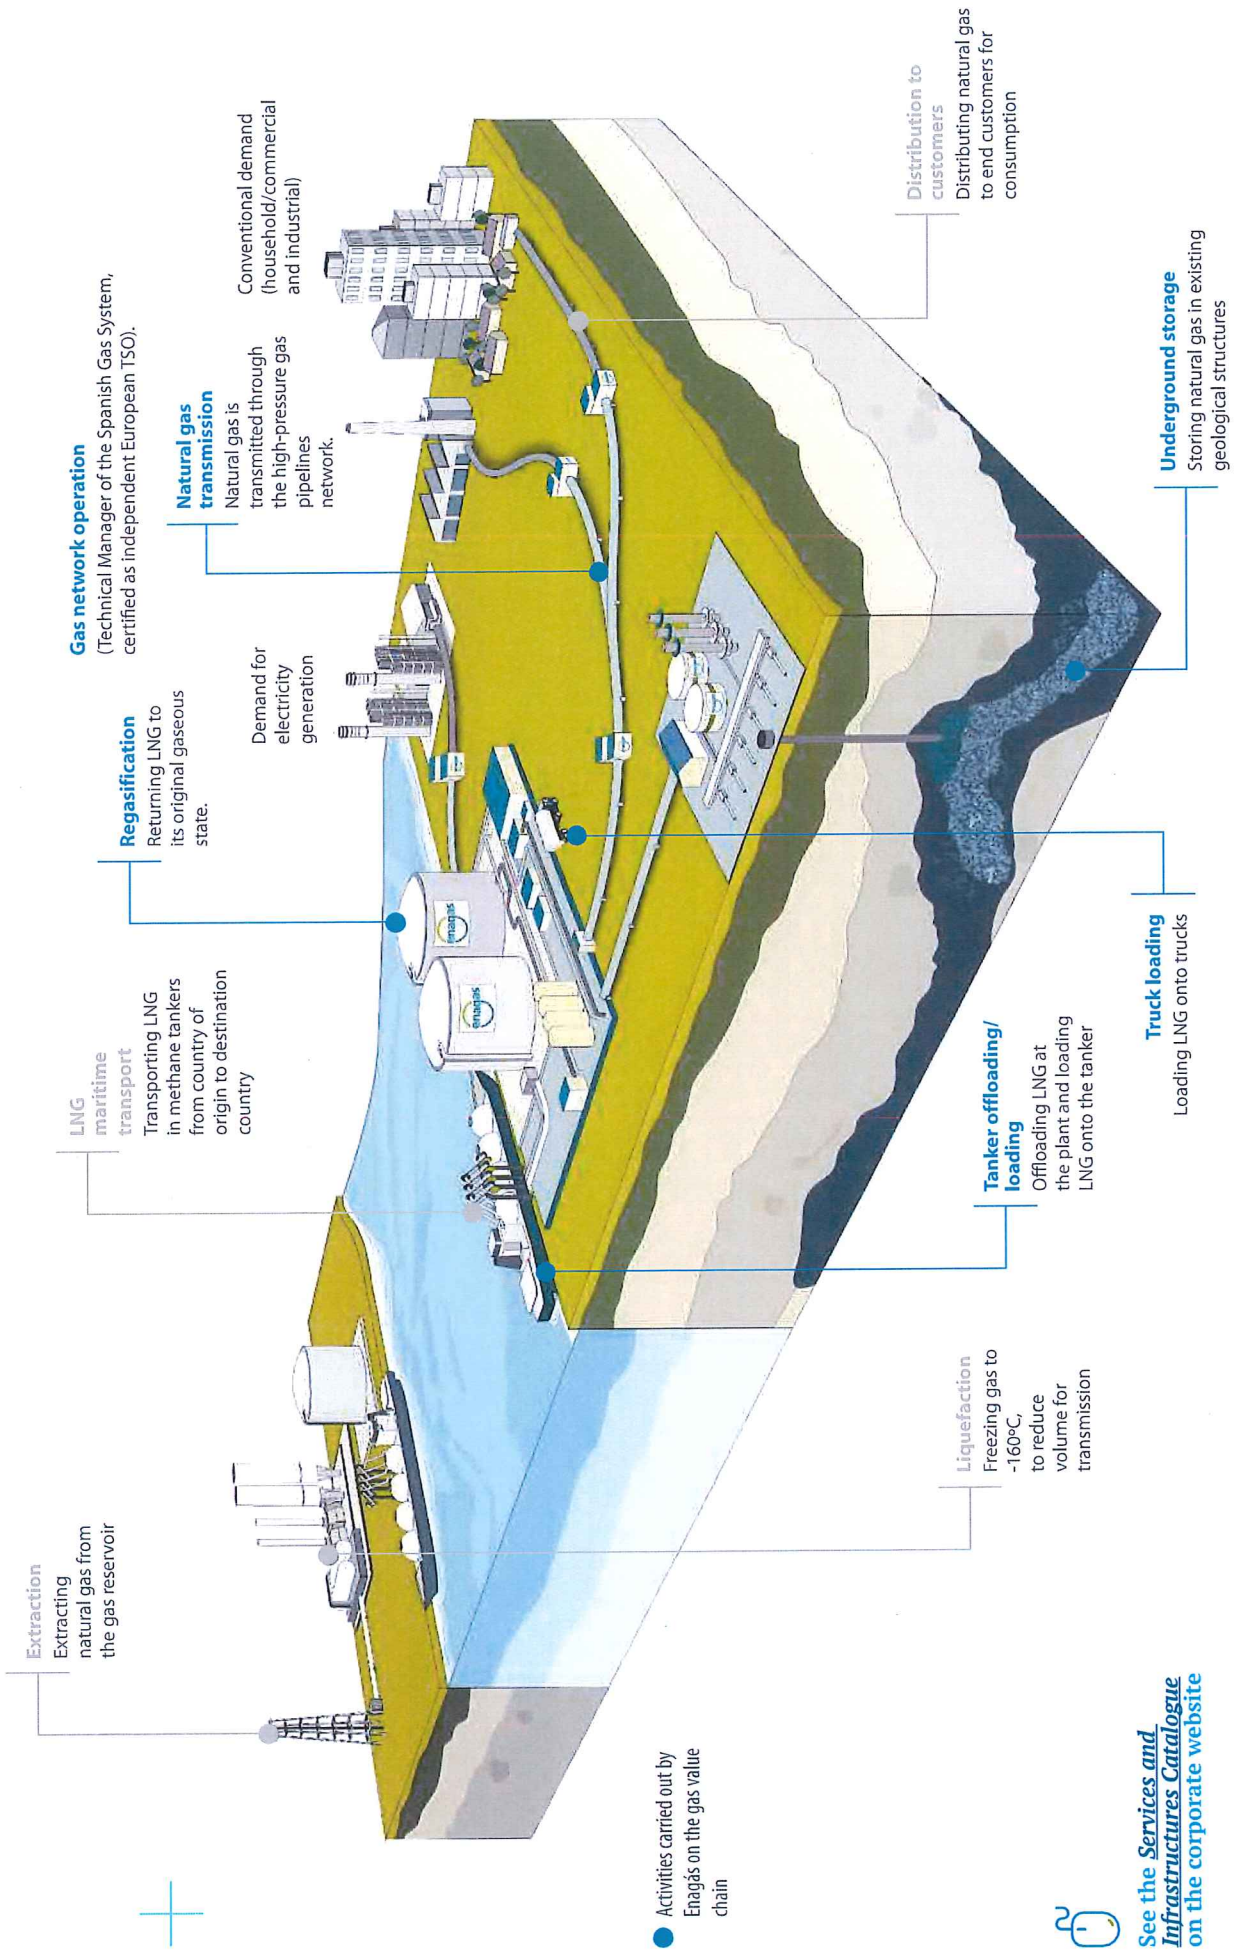 Extraction
Extracting
natural gas from
the gas reservoir
LNG
maritime
transport
Transporting LNG
in methane tankers
from country of
origin to destination
country
Regasification
Returning LNG to
its original gaseous
state.
Gas network operation
(Technical Manager of the Spanish Gas System,
certified as independent European TSO).
Natural gas
transmission
Natural gas is
transmitted through
the high-pressure gas
pipelines
network.
Demand for
electricity
generation
Conventional demand
(household/commercial
and industrial)
enagas
enagas
Activities carried out by
Enagás on the gas value
chain
Liquefaction
Freezing gas to
-160ºC,
to reduce
volume for
transmission
Tanker offloading/
loading
Offloading LNG at
the plant and loading
LNG onto the tanker
Truck loading
Loading LNG onto trucks
Underground storage
Storing natural gas in existing
geological structures
Distribution to
customers
Distributing natural gas
to end customers for
consumption
See the Services and
Infrastructures Catalogue
on the corporate website